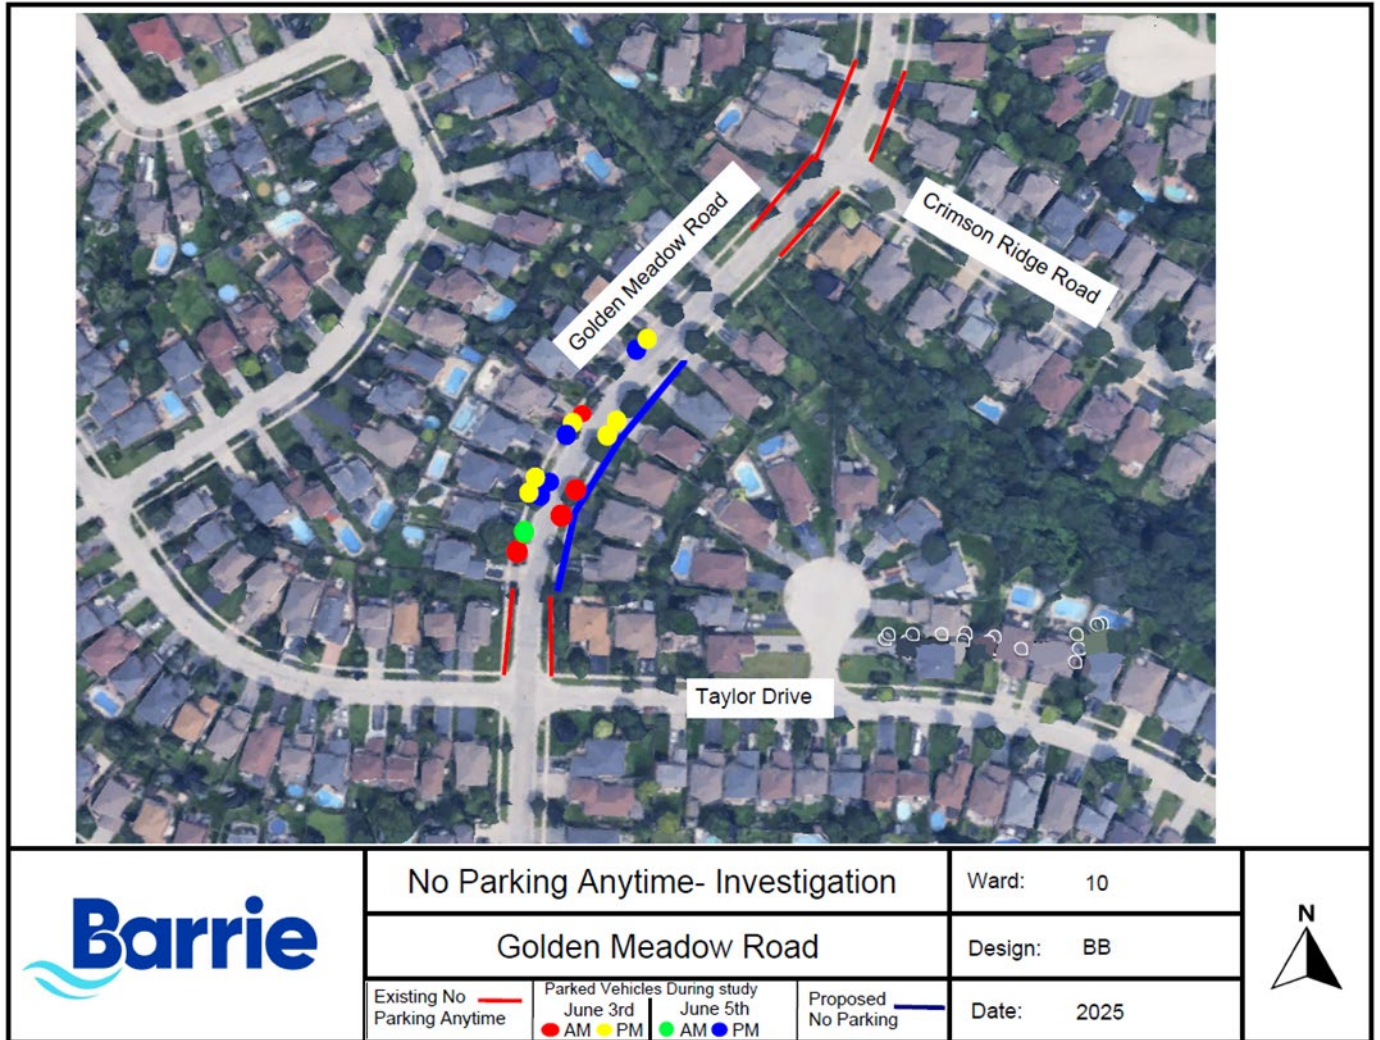 Golden Meadow Road
Crimson Ridge Road
Taylor Drive
Barrie
No Parking Anytime- Investigation
Golden Meadow Road
Existing No
Parking Anytime
Parked Vehicles During study
June 3rd
AM PM
June 5th
AM PM
Proposed
No Parking
Ward: 10
Design: BB
Date: 2025
N